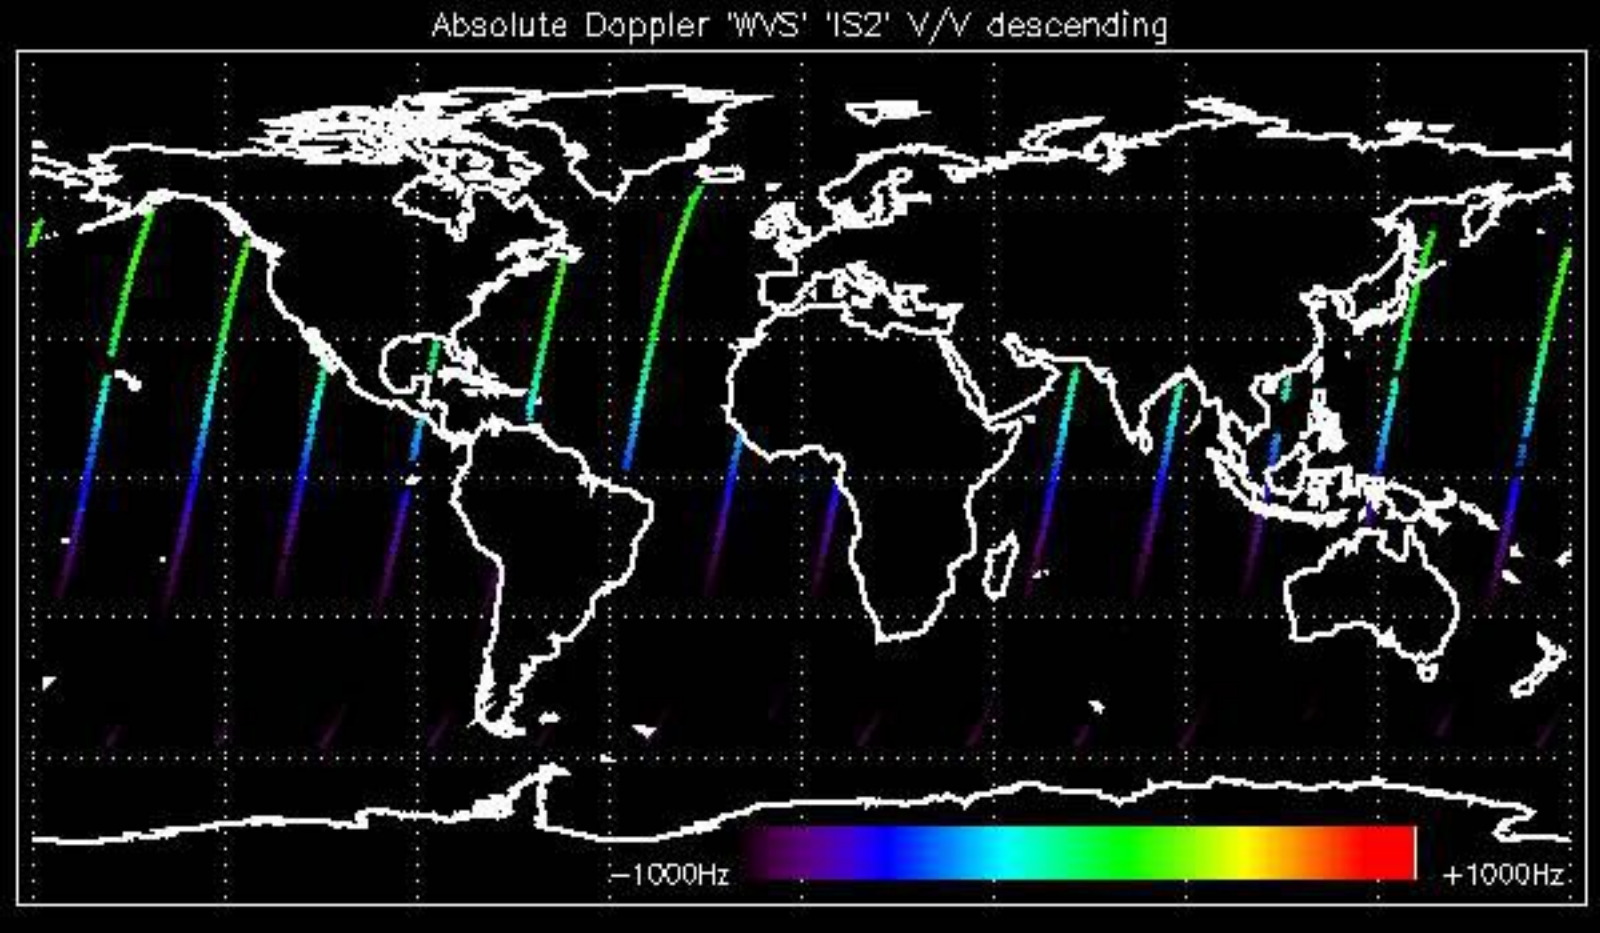 Absolute Doppler 'WVS' 'IS2' V/V descending
−1000Hz +1000Hz